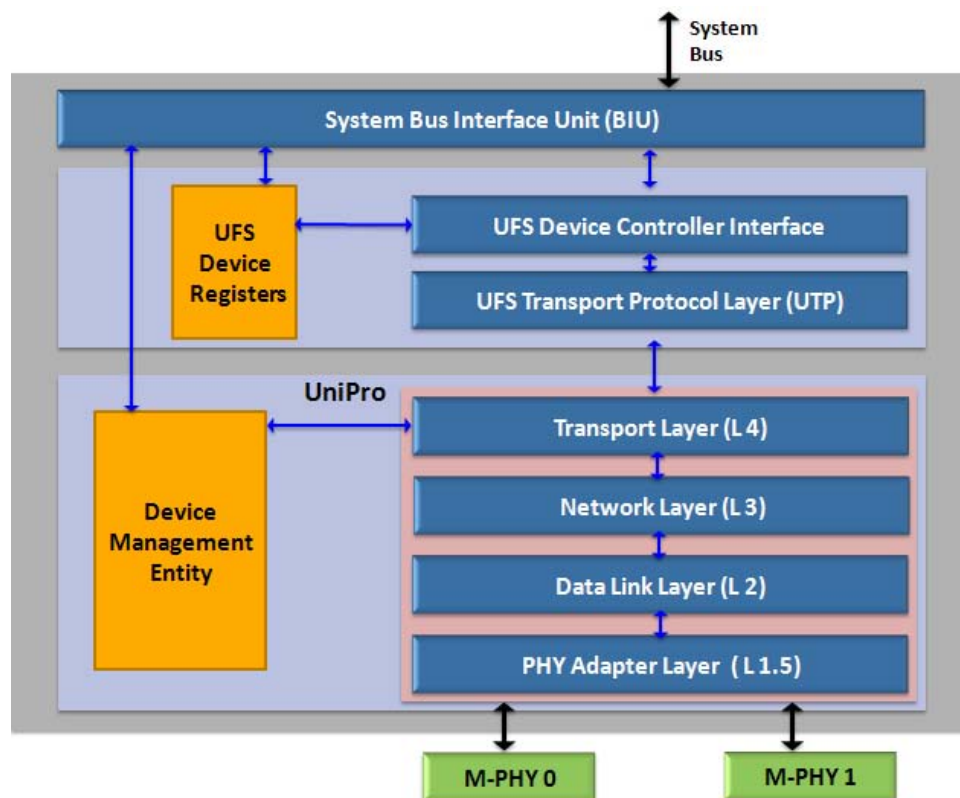 System
Bus
System Bus Interface Unit (BIU)
UFS
Device
Registers
UFS Device Controller Interface
UFS Transport Protocol Layer (UTP)
UniPro
Device
Management
Entity
Transport Layer (L 4)
Network Layer (L 3)
Data Link Layer (L 2)
PHY Adapter Layer ( L 1.5)
M-PHY 0
M-PHY 1